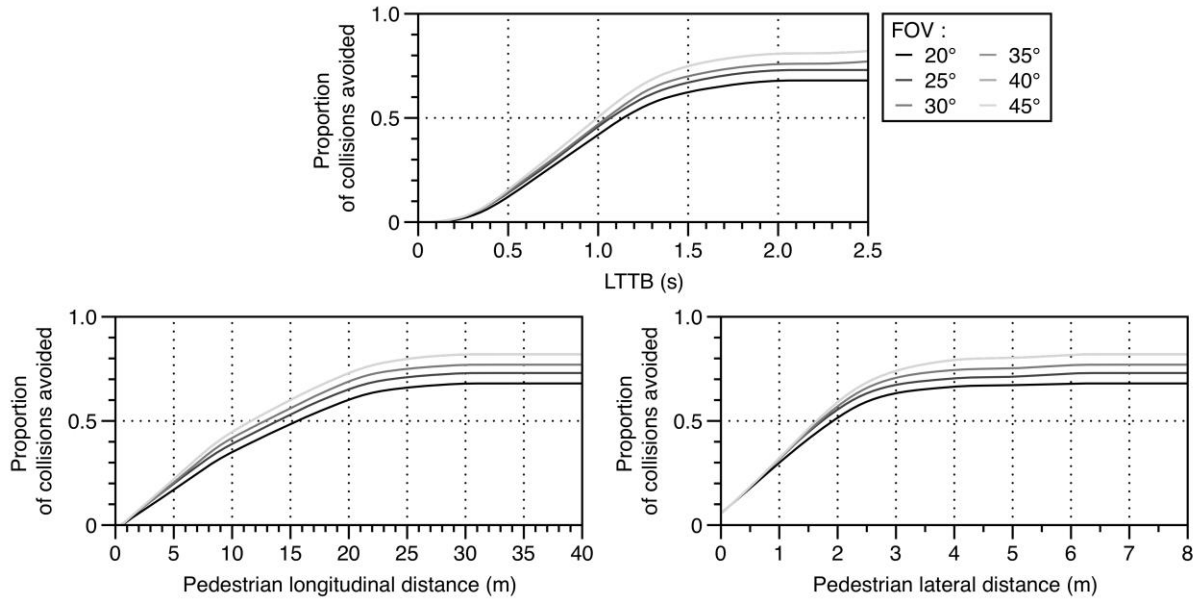 1.0
0.5
0
Proportion
of collisions avoided
0 0.5 1.0 1.5 2.0 2.5
LTTB (s)
FOV :
20° 35°
25° 40°
30° 45°
1.0
0.5
0
Proportion
of collisions avoided
0 5 10 15 20 25 30 35 40
Pedestrian longitudinal distance (m)
1.0
0.5
0
Proportion
of collisions avoided
0 1 2 3 4 5 6 7 8
Pedestrian lateral distance (m)